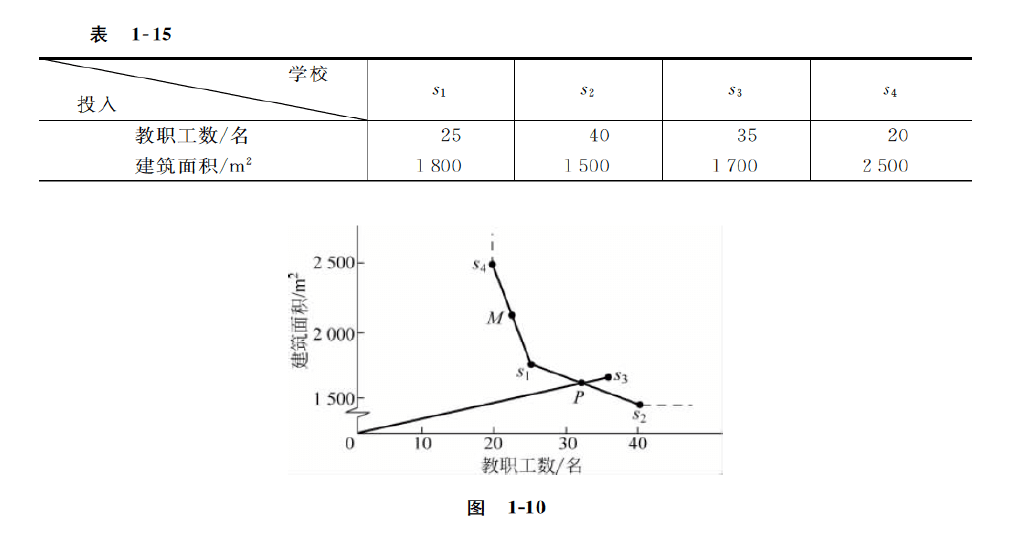 表 1-15
学校
投入
s₁ s₂ s₃ s₄
教职工数/名 25 40 35 20
建筑面积/m² 1 800 1 500 1 700 2 500
建筑面积/m²
2 500
s₄
M
2 000
s₁
s₃
P
1 500
s₂
0 10 20 30 40
教职工数/名
图 1-10